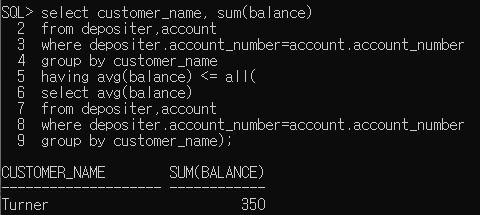 SQL> select customer_name, sum(balance)
  2  from depositer,account
  3  where depositer.account_number=account.account_number
  4  group by customer_name
  5  having avg(balance) <= all(
  6  select avg(balance)
  7  from depositer,account
  8  where depositer.account_number=account.account_number
  9  group by customer_name);
CUSTOMER_NAME        SUM(BALANCE)
-------------------- ------------
Turner                        350